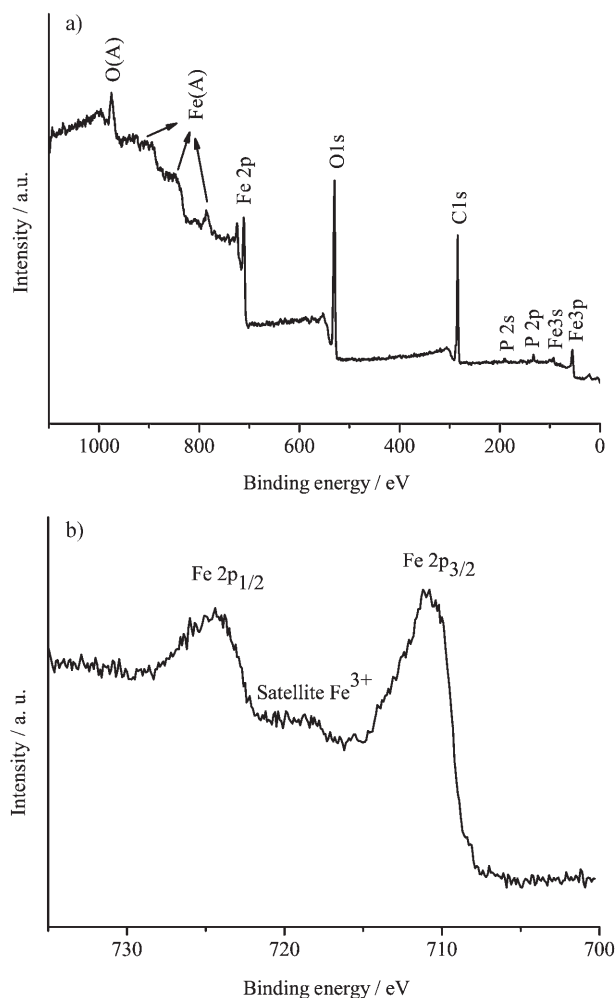 a)
O(A)
Fe(A)
Fe 2p
O1s
C1s
P 2s
P 2p
Fe3s
Fe3p
Intensity / a.u.
1000 800 600 400 200 0
Binding energy / eV
b)
Fe 2p3/2
Fe 2p1/2
Satellite Fe3+
Intensity / a. u.
730 720 710 700
Binding energy / eV